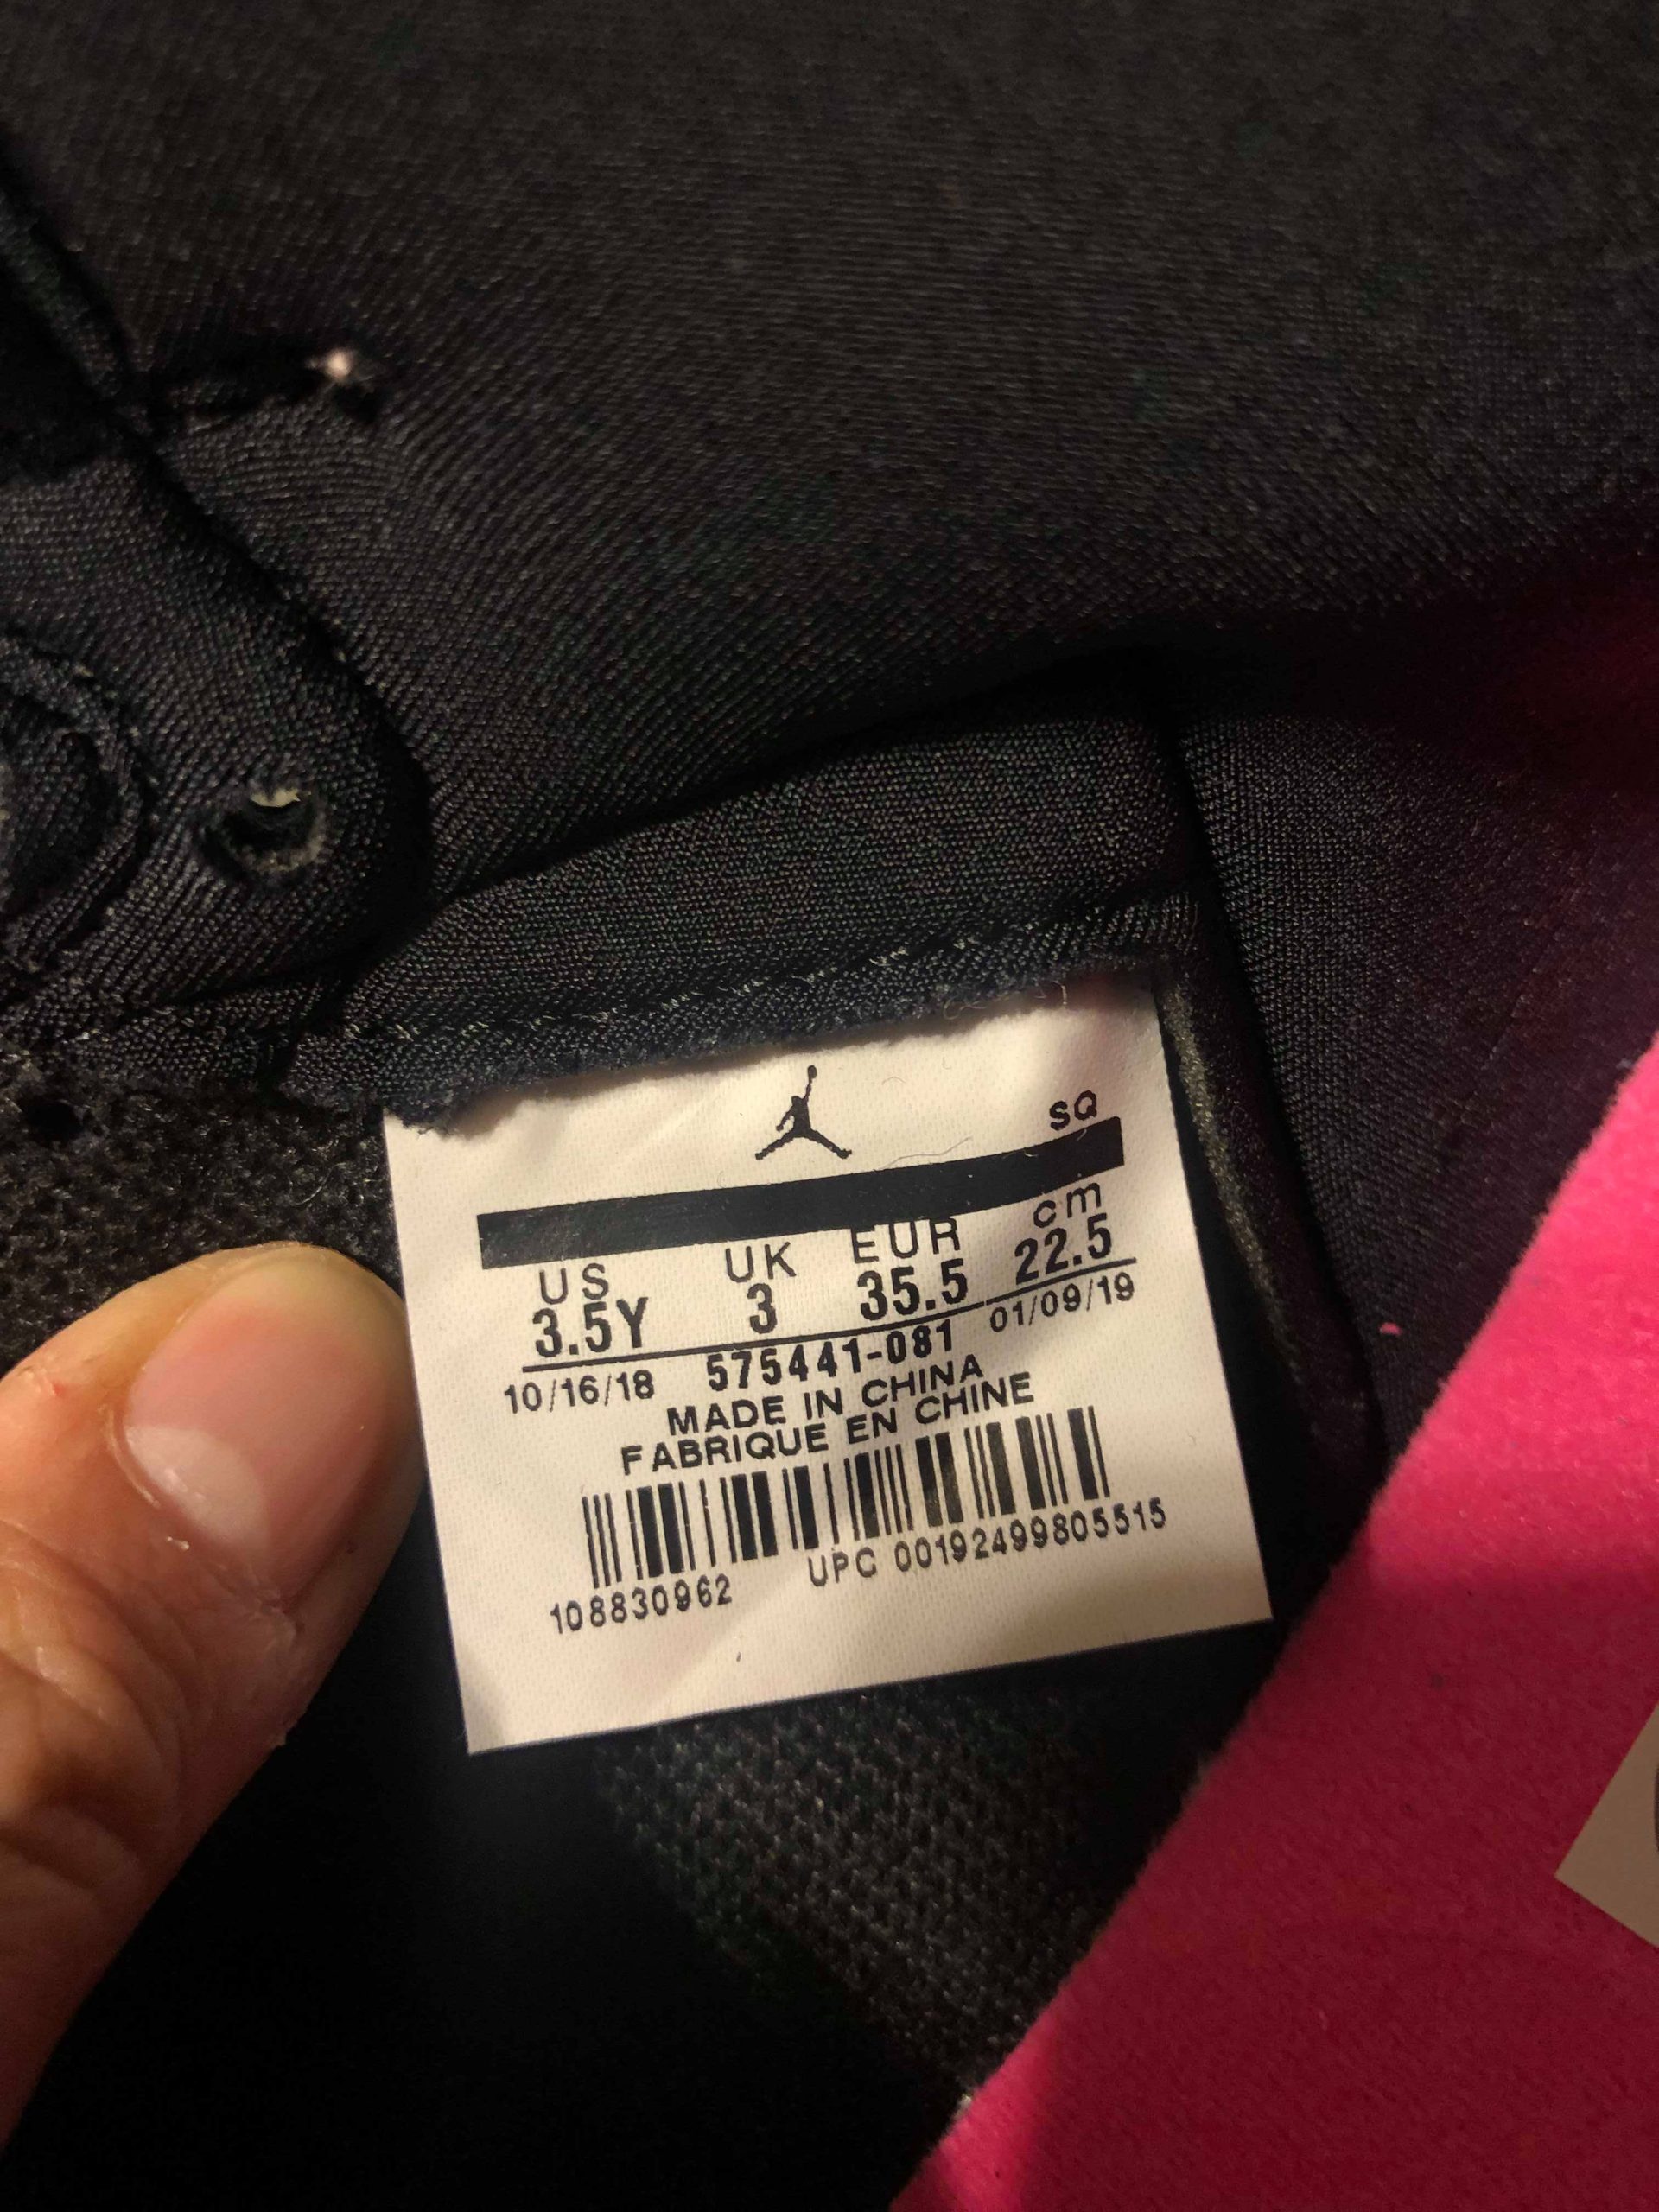 SQ
US UK EUR cm
3.5Y 3 35.5 22.5
10/16/18 575441-081 01/09/19
MADE IN CHINA
FABRIQUE EN CHINE
108830962 UPC 00192499805515